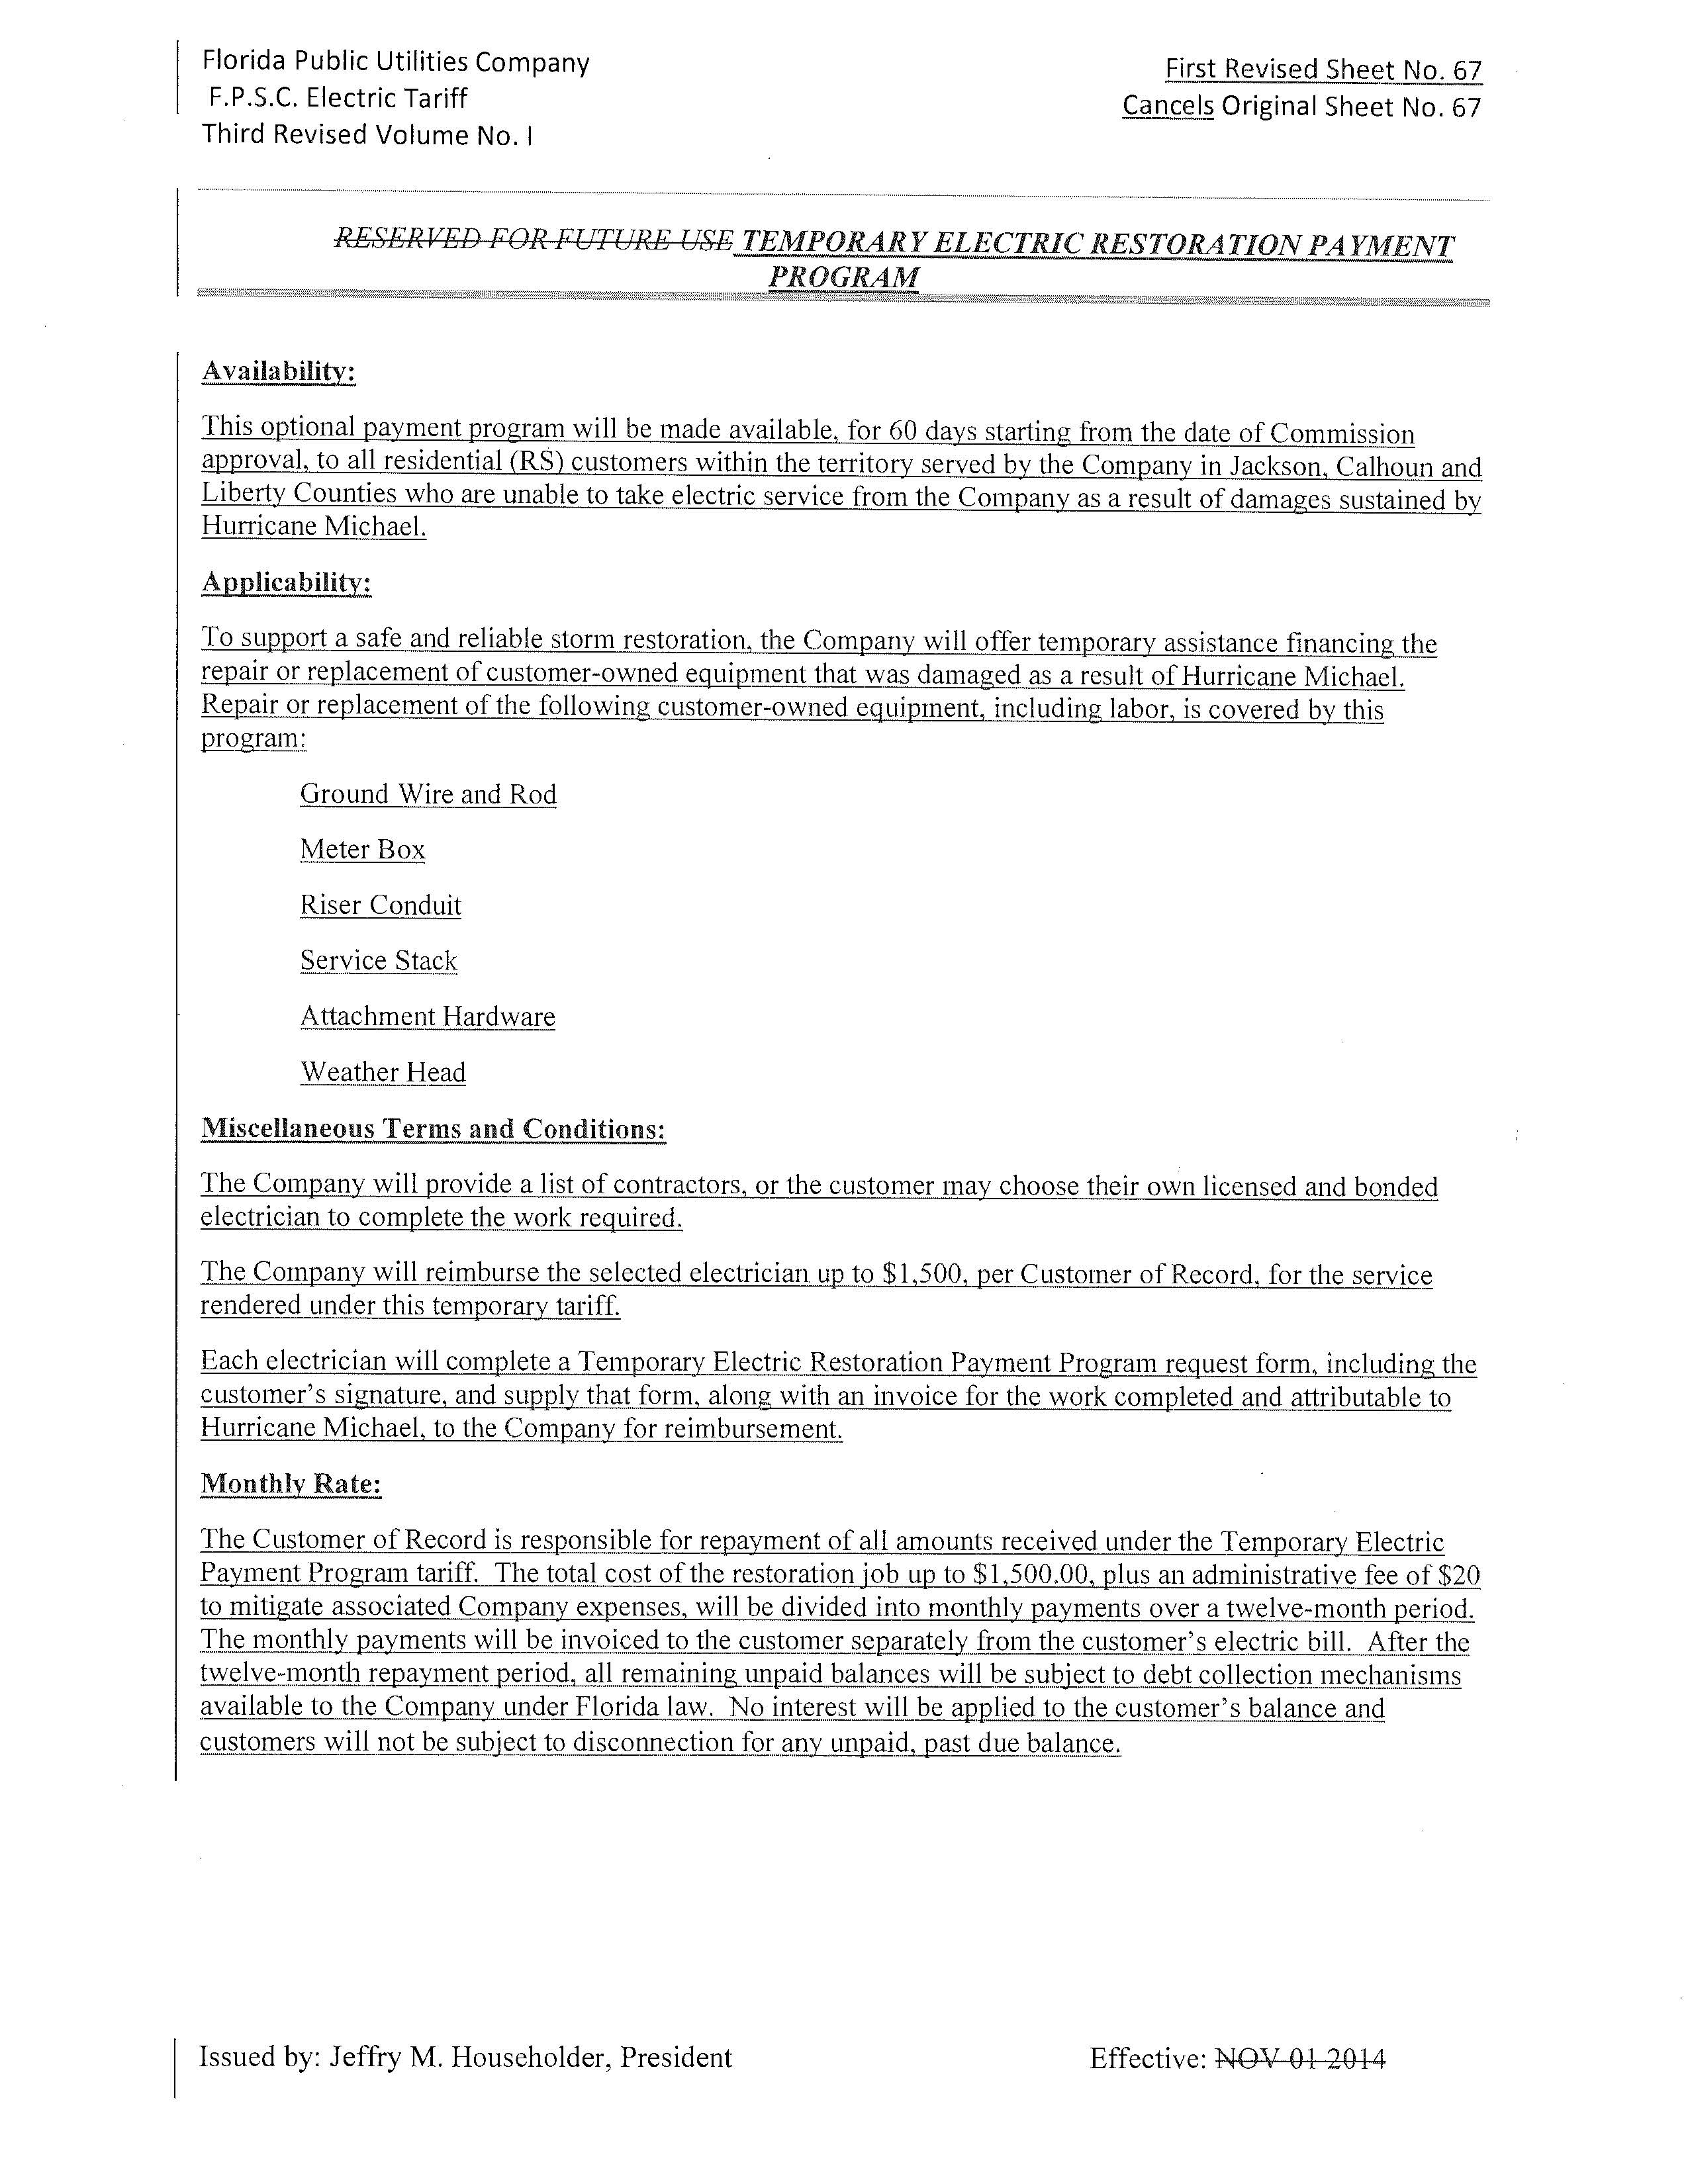 Florida Public Utilities Company
F.P.S.C. Electric Tariff
Third Revised Volume No. I
First Revised Sheet No. 67
Cancels Original Sheet No. 67
RESERVED FOR FUTURE USE TEMPORARY ELECTRIC RESTORATION PAYMENT
PROGRAM
Availability:
This optional payment program will be made available, for 60 days starting from the date of Commission
approval, to all residential (RS) customers within the territory served by the Company in Jackson, Calhoun and
Liberty Counties who are unable to take electric service from the Company as a result of damages sustained by
Hurricane Michael.
Applicability:
To support a safe and reliable storm restoration, the Company will offer temporary assistance financing the
repair or replacement of customer-owned equipment that was damaged as a result of Hurricane Michael.
Repair or replacement of the following customer-owned equipment, including labor, is covered by this
program:
Ground Wire and Rod
Meter Box
Riser Conduit
Service Stack
Attachment Hardware
Weather Head
Miscellaneous Terms and Conditions:
The Company will provide a list of contractors, or the customer may choose their own licensed and bonded
electrician to complete the work required.
The Company will reimburse the selected electrician up to $1,500, per Customer of Record, for the service
rendered under this temporary tariff.
Each electrician will complete a Temporary Electric Restoration Payment Program request form, including the
customer's signature, and supply that form, along with an invoice for the work completed and attributable to
Hurricane Michael, to the Company for reimbursement.
Monthly Rate:
The Customer of Record is responsible for repayment of all amounts received under the Temporary Electric
Payment Program tariff. The total cost of the restoration job up to $1,500.00, plus an administrative fee of $20
to mitigate associated Company expenses, will be divided into monthly payments over a twelve-month period.
The monthly payments will be invoiced to the customer separately from the customer's electric bill. After the
twelve-month repayment period, all remaining unpaid balances will be subject to debt collection mechanisms
available to the Company under Florida law. No interest will be applied to the customer's balance and
customers will not be subject to disconnection for any unpaid, past due balance.
Issued by: Jeffry M. Householder, President
Effective: NOV 01 2014